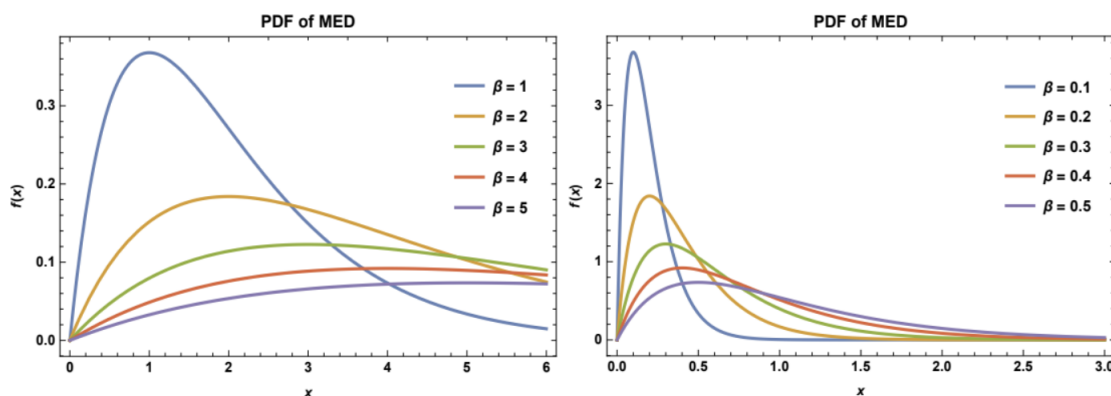 PDF of MED
f(x)
0.3
0.2
0.1
0.0
β = 1
β = 2
β = 3
β = 4
β = 5
0 1 2 3 4 5 6
x
PDF of MED
f(x)
3
2
1
0
β = 0.1
β = 0.2
β = 0.3
β = 0.4
β = 0.5
0.0 0.5 1.0 1.5 2.0 2.5 3.0
x